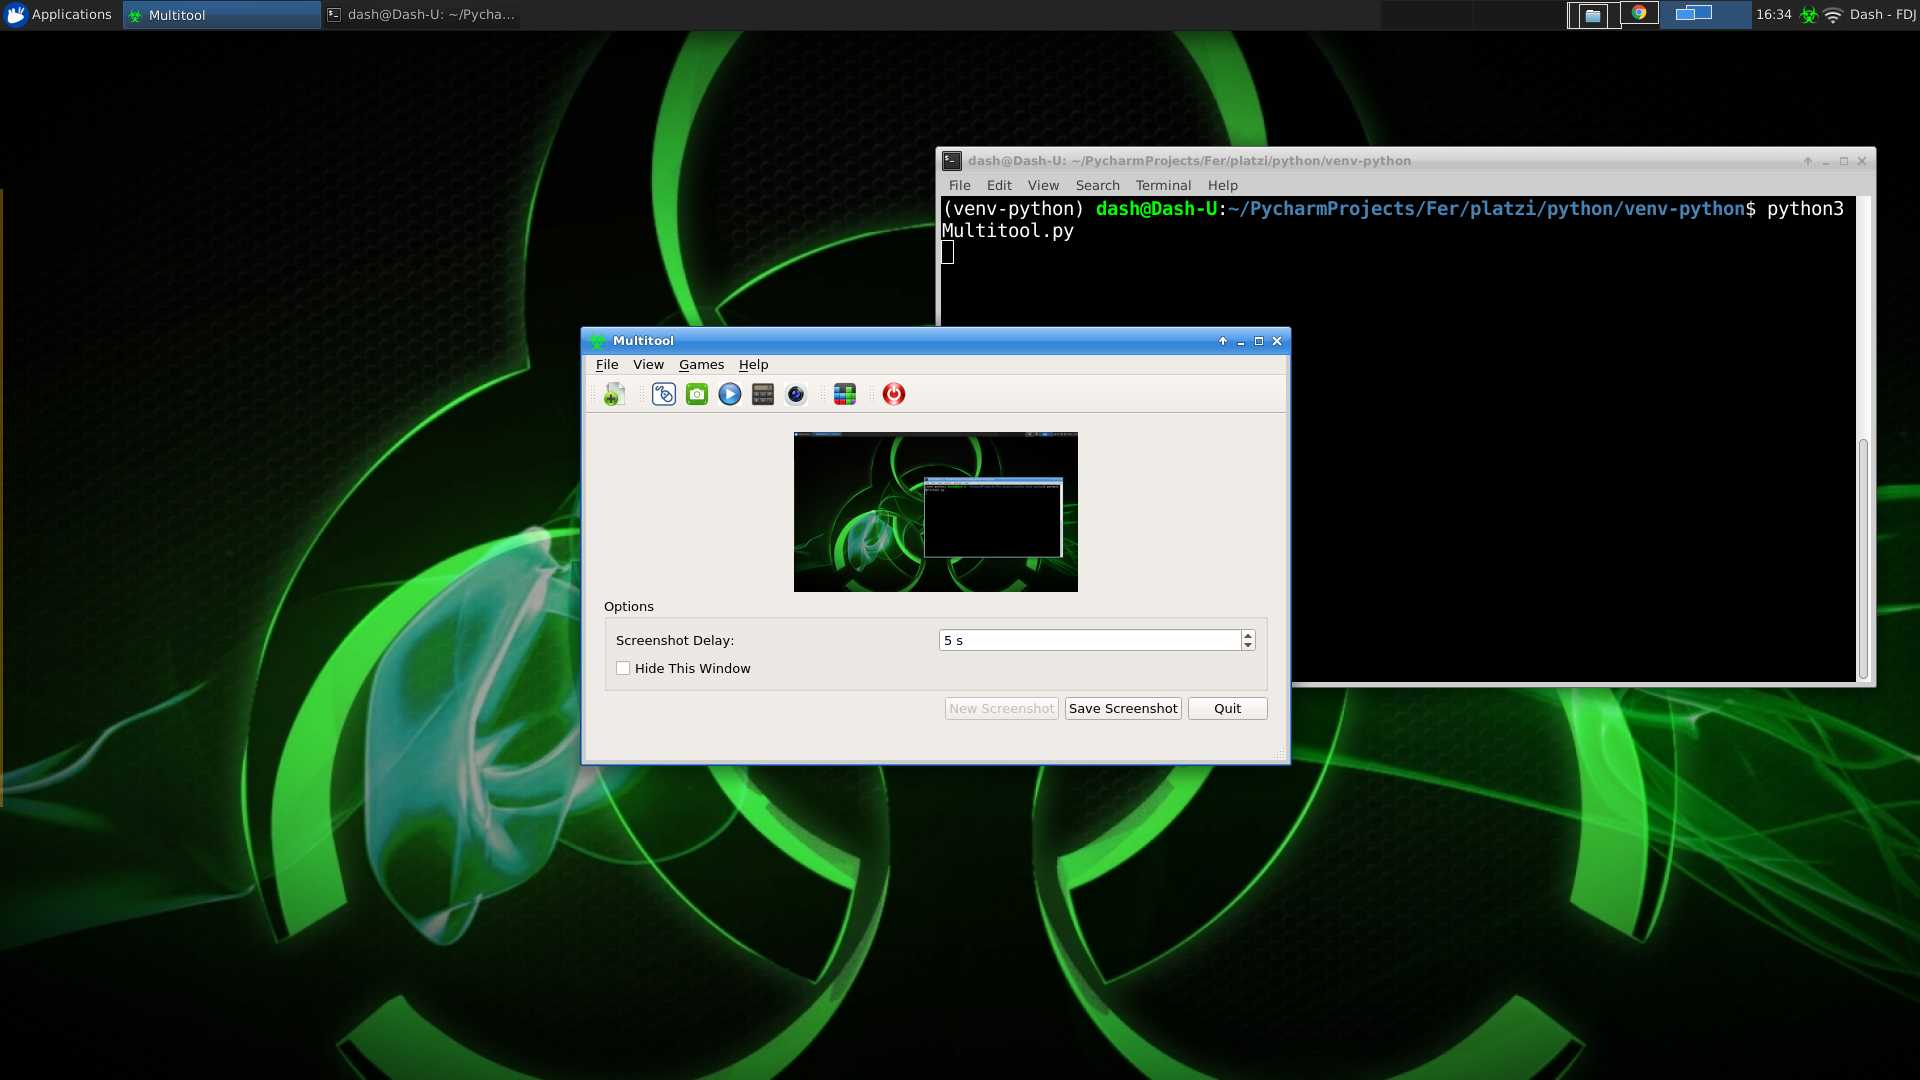 Applications
Multitool
dash@Dash-U: ~/Pycha...
16:34
Dash - FDJ
dash@Dash-U: ~/PycharmProjects/Fer/platzi/python/venv-python
File Edit View Search Terminal Help
(venv-python) dash@Dash-U:~/PycharmProjects/Fer/platzi/python/venv-python$ python3
Multitool.py
Multitool
File View Games Help
Options
Screenshot Delay: 5 s
Hide This Window
New Screenshot Save Screenshot Quit